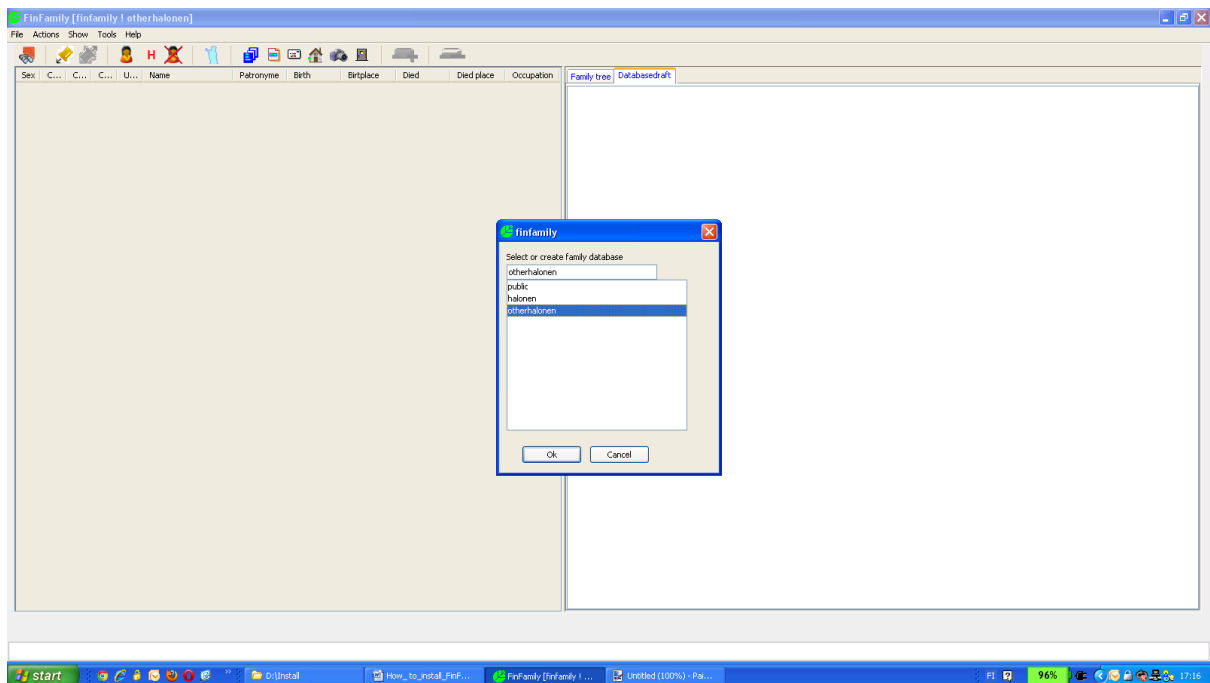 FinFamily [finfamily ! otherhalonen]
File Actions Show Tools Help
H
Sex C... C... C... U... Name Patronyme Birth Birtplace Died Died place Occupation
Family tree Databasedraft
finfamily
Select or create family database
otherhalonen
public
halonen
otherhalonen
Ok Cancel
start D:\Install How_to_install_FinF... FinFamily [finfamily ! ... Untitled (100%) - Pai... FI 96% 17:16